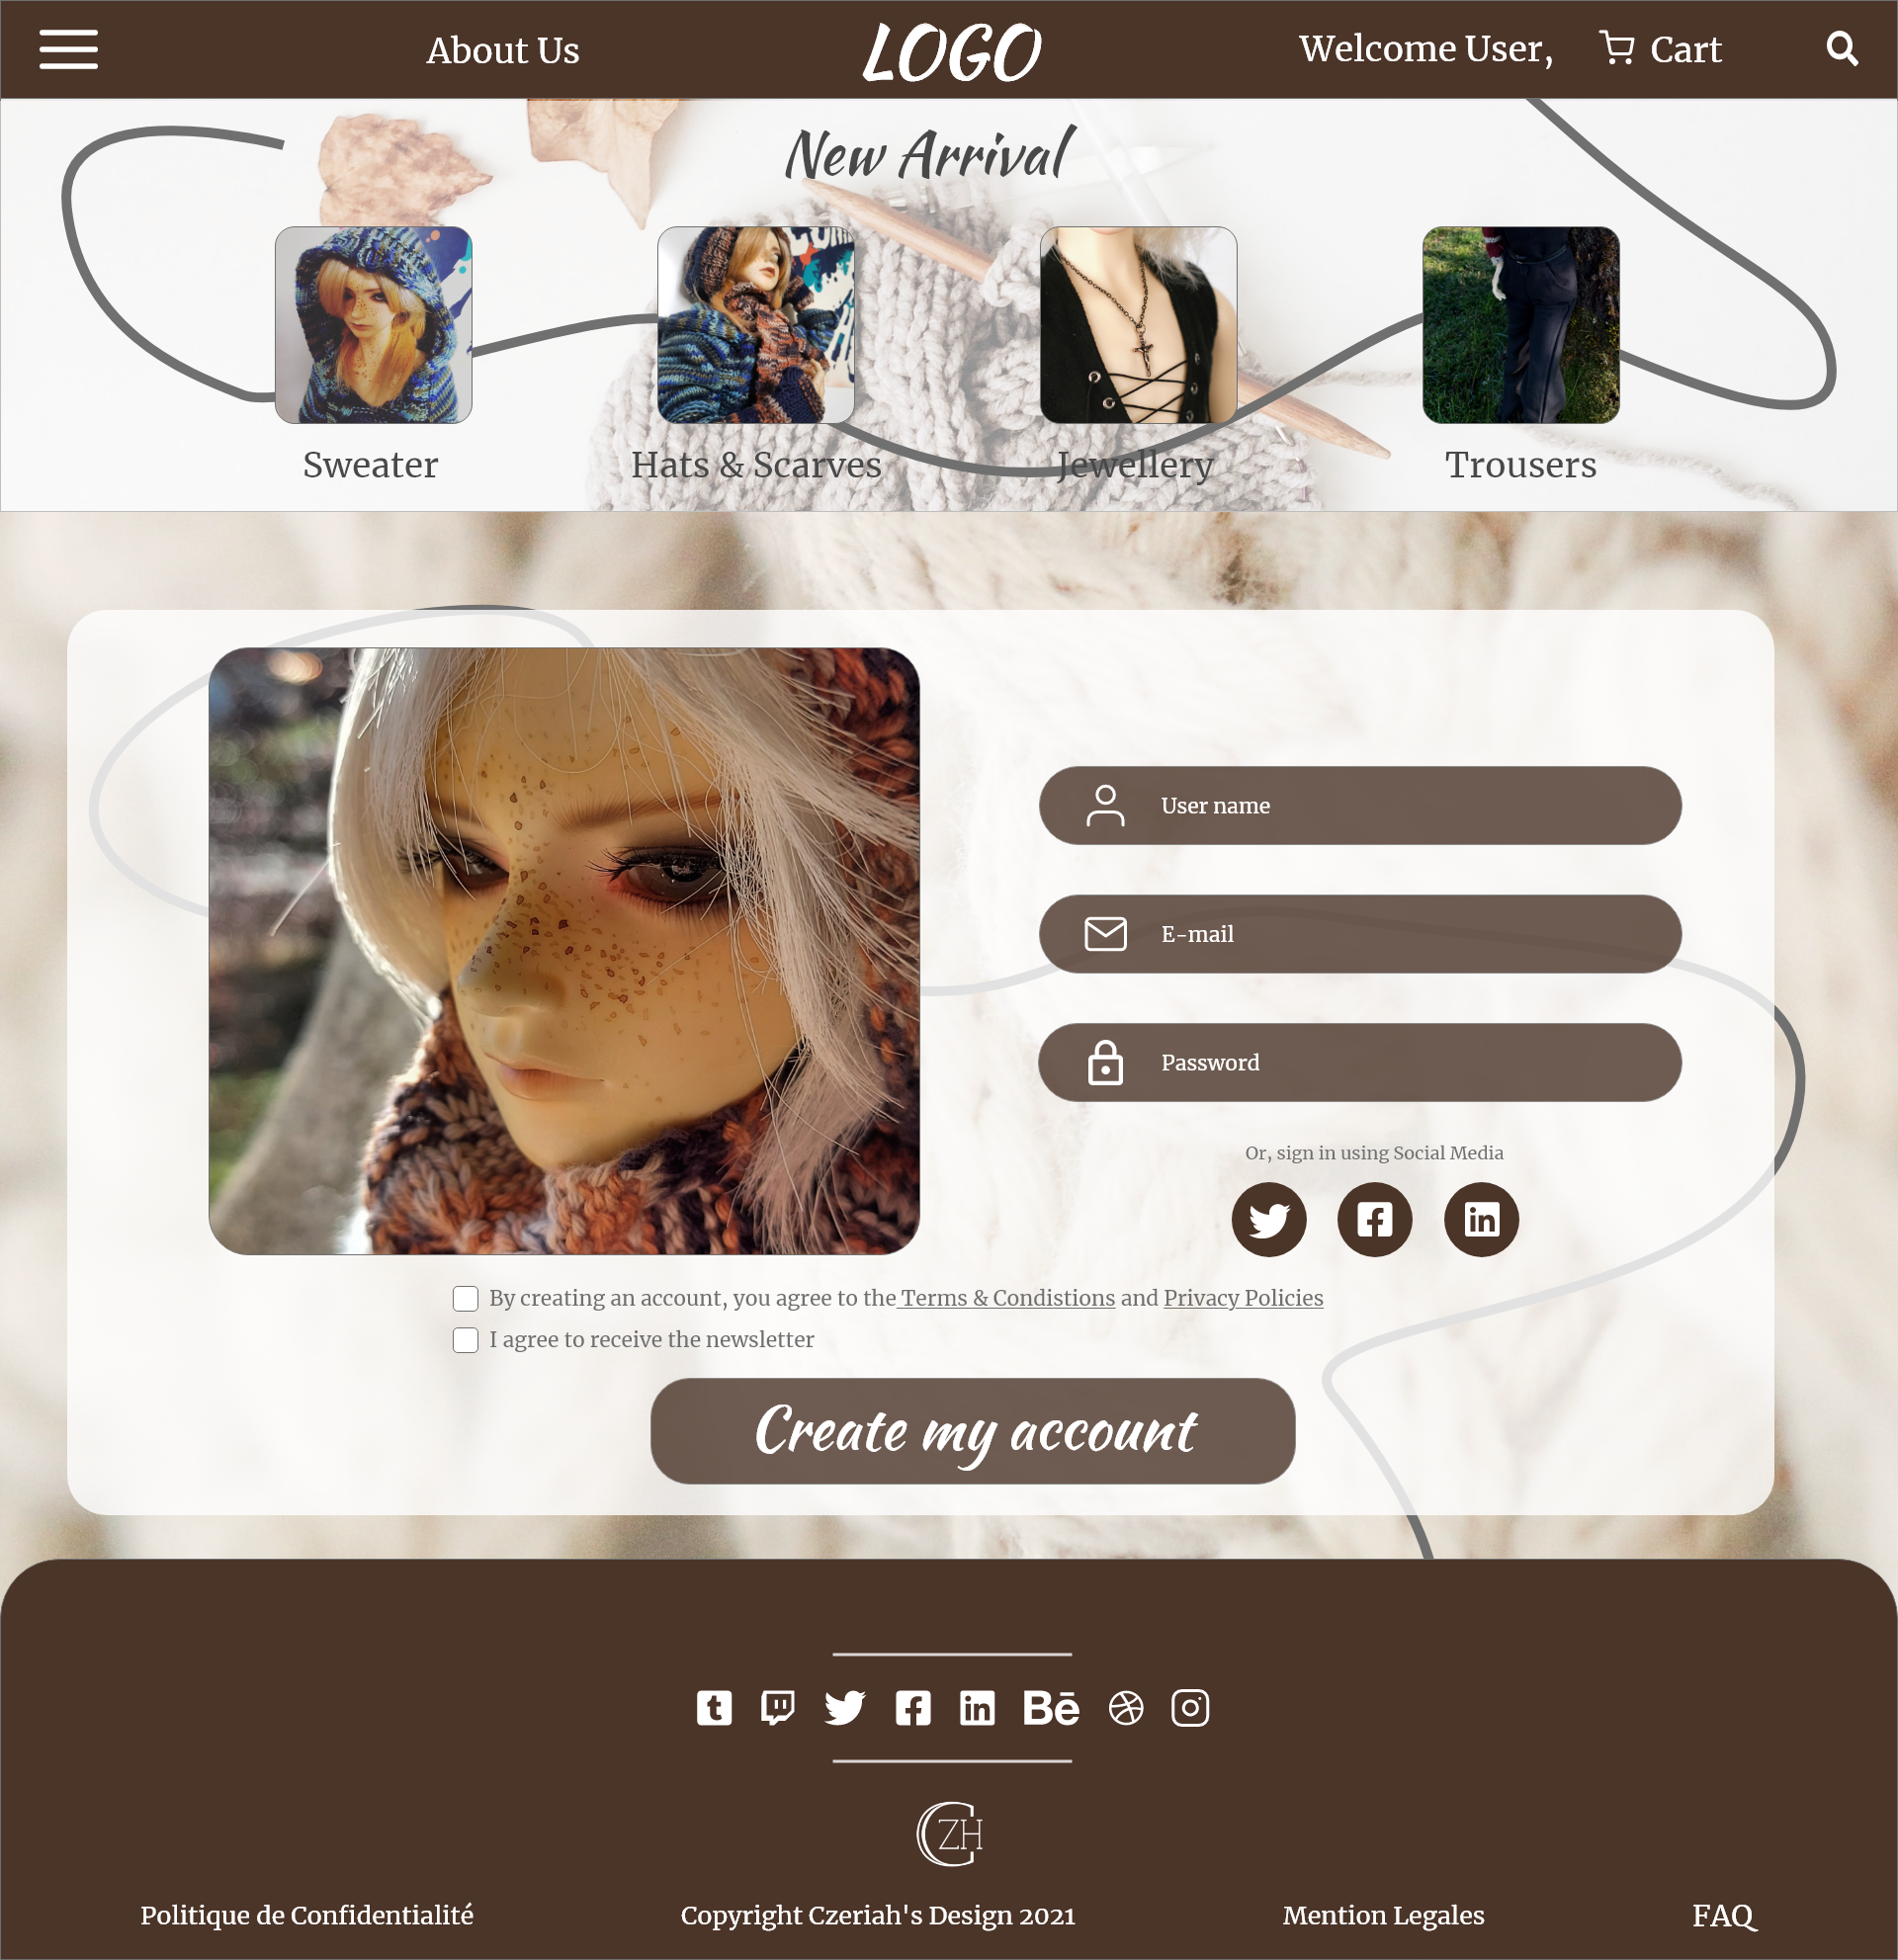 About Us
LOGO
Welcome User,
Cart
New Arrival
Sweater
Hats & Scarves
Jewellery
Trousers
User name
E-mail
Password
Or, sign in using Social Media
By creating an account, you agree to the Terms & Condistions and Privacy Policies
I agree to receive the newsletter
Create my account
Bē
CZH
Politique de Confidentialité
Copyright Czeriah's Design 2021
Mention Legales
FAQ